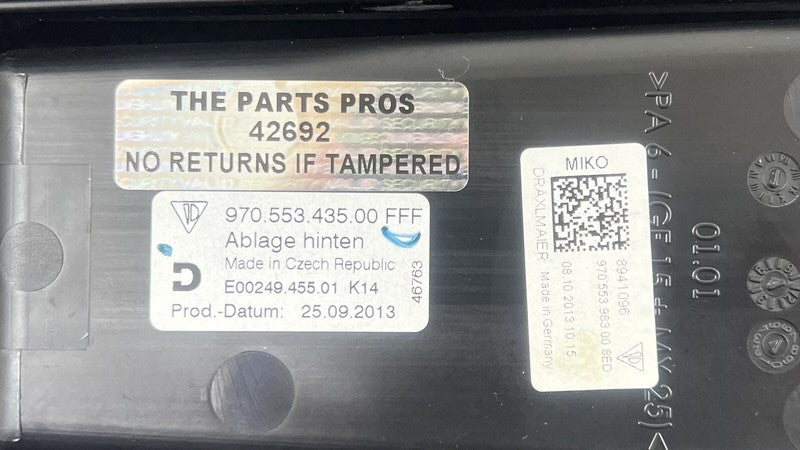 THE PARTS PROS
42692
NO RETURNS IF TAMPERED
970.553.435.00 FFF
Ablage hinten
Made in Czech Republic
D
E00249.455.01 K14
Prod.-Datum: 25.09.2013
46763
MIKO
8941096
970 553 983 00 8ED
08.10.2013 10:15
DRAXLMAIER Made in Germany
>PA 6-(GF15+MX25)<
01.01